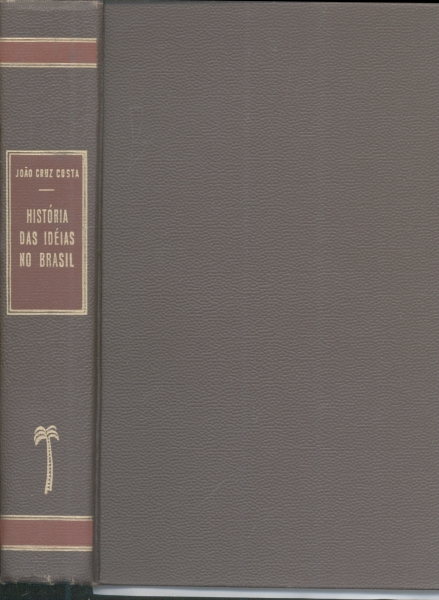 JOÃO CRUZ COSTA
HISTÓRIA
DAS IDÉIAS
NO BRASIL